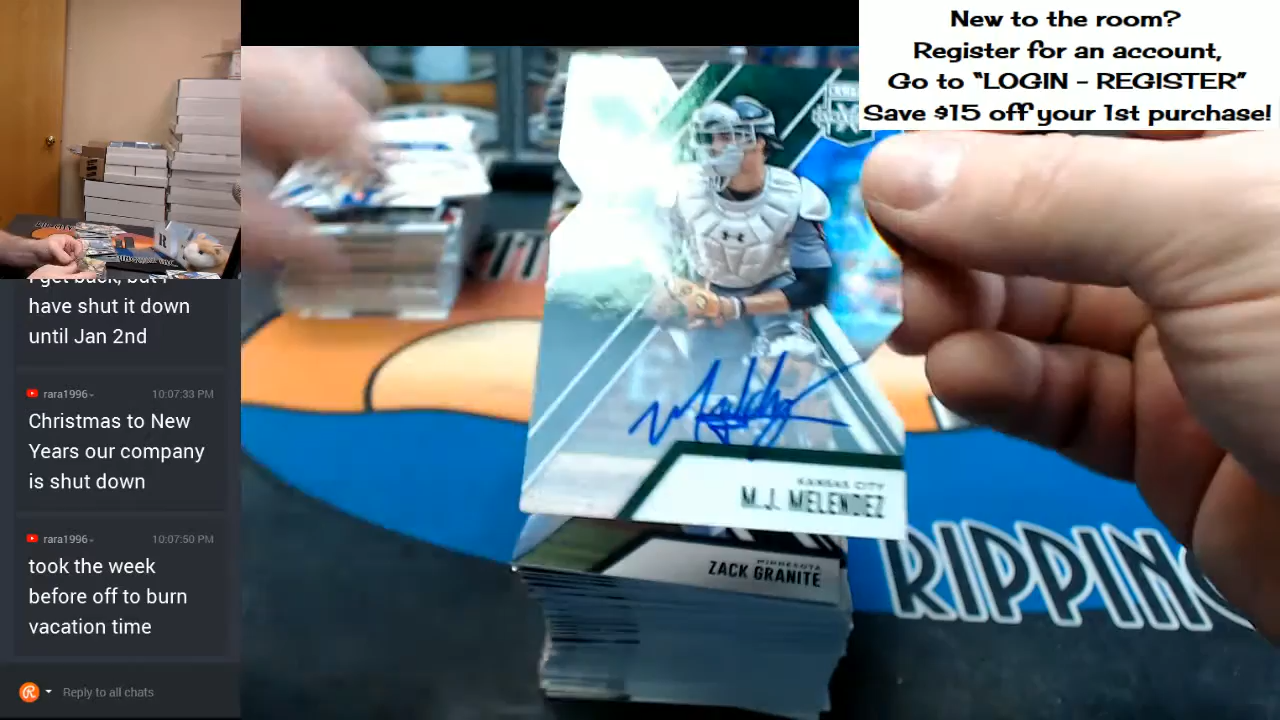 New to the room?
Register for an account,
Go to “LOGIN - REGISTER”
Save $15 off your 1st purchase!
have shut it down
until Jan 2nd
rara1996
10:07:33 PM
Christmas to New
Years our company
is shut down
rara1996
10:07:50 PM
took the week
before off to burn
vacation time
Reply to all chats
KANSAS CITY
M.J. MELENDEZ
MINNESOTA
ZACK GRANITE
RIPPING